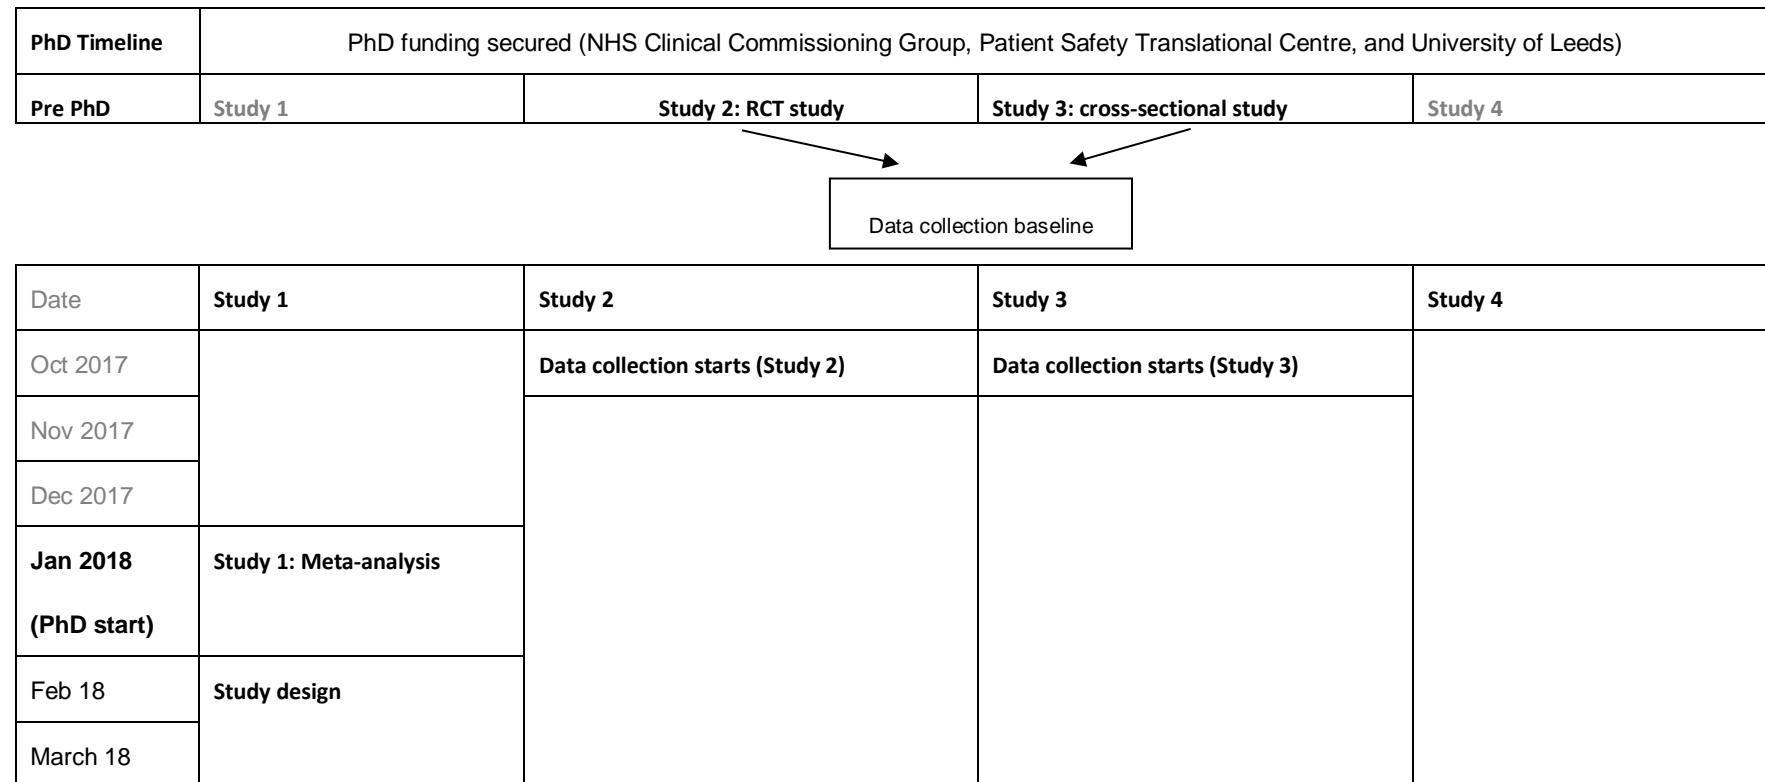 PhD Timeline
PhD funding secured (NHS Clinical Commissioning Group, Patient Safety Translational Centre, and University of Leeds)
Pre PhD
Study 1
Study 2: RCT study
Study 3: cross-sectional study
Study 4
Data collection baseline
Date
Study 1
Study 2
Study 3
Study 4
Oct 2017
Data collection starts (Study 2)
Data collection starts (Study 3)
Nov 2017
Dec 2017
Jan 2018
(PhD start)
Study 1: Meta-analysis
Feb 18
Study design
March 18